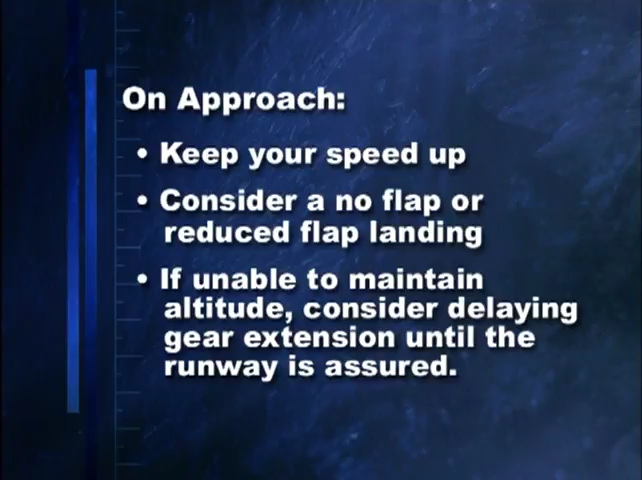 On Approach:
• Keep your speed up
• Consider a no flap or
reduced flap landing
• If unable to maintain
altitude, consider delaying
gear extension until the
runway is assured.